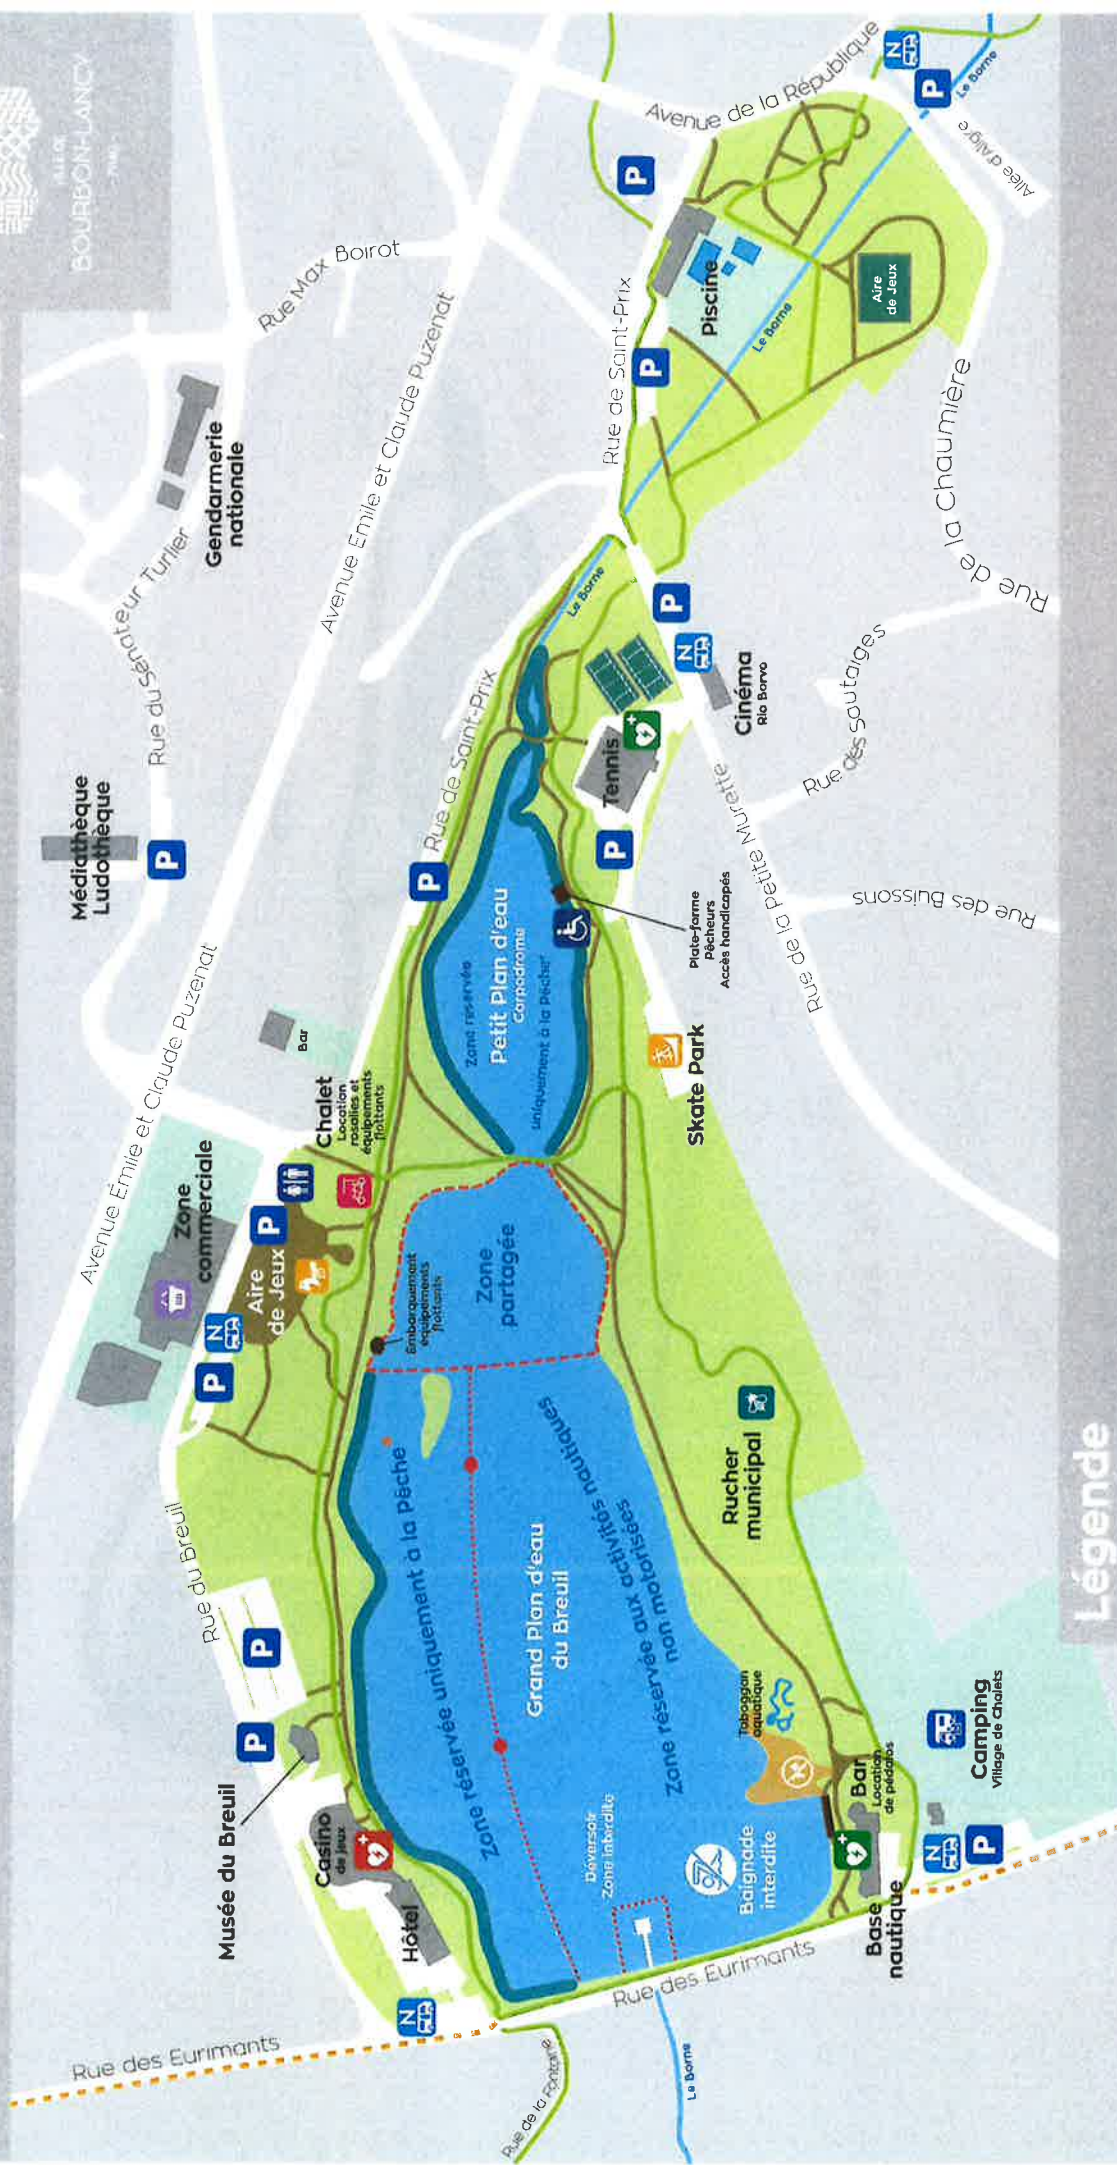 VILLE DE
BOURBON-LANCY
Avenue de la République
N
P
Le Borne
Allée d'Aligre
P
Rue Max Boirot
Piscine
Le Borne
Aire
de Jeux
Rue de Saint-Prix
P
Rue de la Chaumière
Gendarmerie
nationale
Rue du Sénateur Turlier
Avenue Emile et Claude Puzenat
Le Borne
P
N
Cinéma
Rio Borvo
Tennis
Rue des Sautaiges
Médiathèque
Ludothèque
P
Rue de Saint-Prix
P
P
Rue de la Petite Murette
Rue des Buissons
Zone réservée
Petit Plan d'eau
Carpodrome
uniquement à la Pêche
Plate-forme
Pêcheurs
Accès handicapés
Skate Park
Avenue Émile et Claude Puzenat
Bar
Chalet
Location
rosalies et
équipements
flottants
Zone
commerciale
P
Aire
de Jeux
N
P
Embarquement
équipements
flottants
Zone
partagée
Rucher
municipal
Rue du Breuil
P
P
Musée du Breuil
Casino
de jeux
Hôtel
N
Zone réservée uniquement à la Pêche
Grand Plan d'eau
du Breuil
Zone réservée aux activités nautiques
non motorisées
Toboggan
aquatique
Déversoir
Zone interdite
Baignade
interdite
Bar
Location
de pédalos
Base
nautique
Camping
Village de Chalets
N
P
Rue des Eurimants
Rue des Eurimants
Rue de la Fontaine
Le Borne
Légende